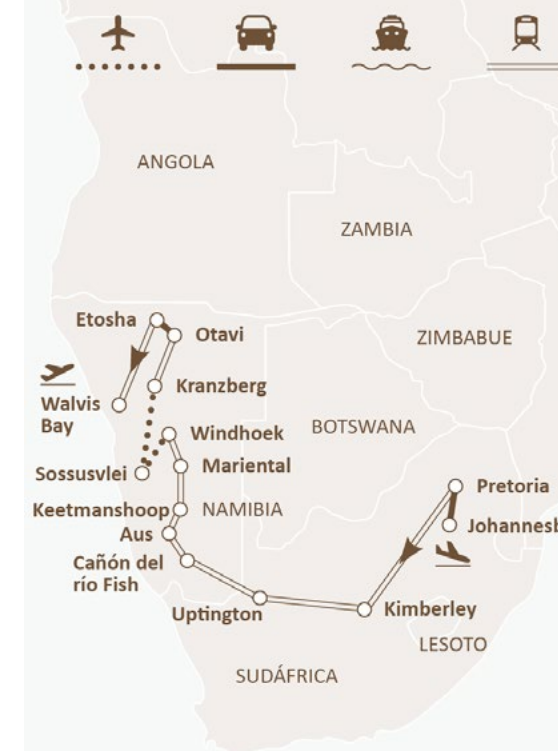 ANGOLA
ZAMBIA
Etosha
Otavi
ZIMBABUE
Kranzberg
Walvis
Bay
Windhoek
BOTSWANA
Sossusvlei
Mariental
Pretoria
Keetmanshoop
NAMIBIA
Johannesb
Aus
Cañón del
río Fish
Uptington
Kimberley
LESOTO
SUDÁFRICA